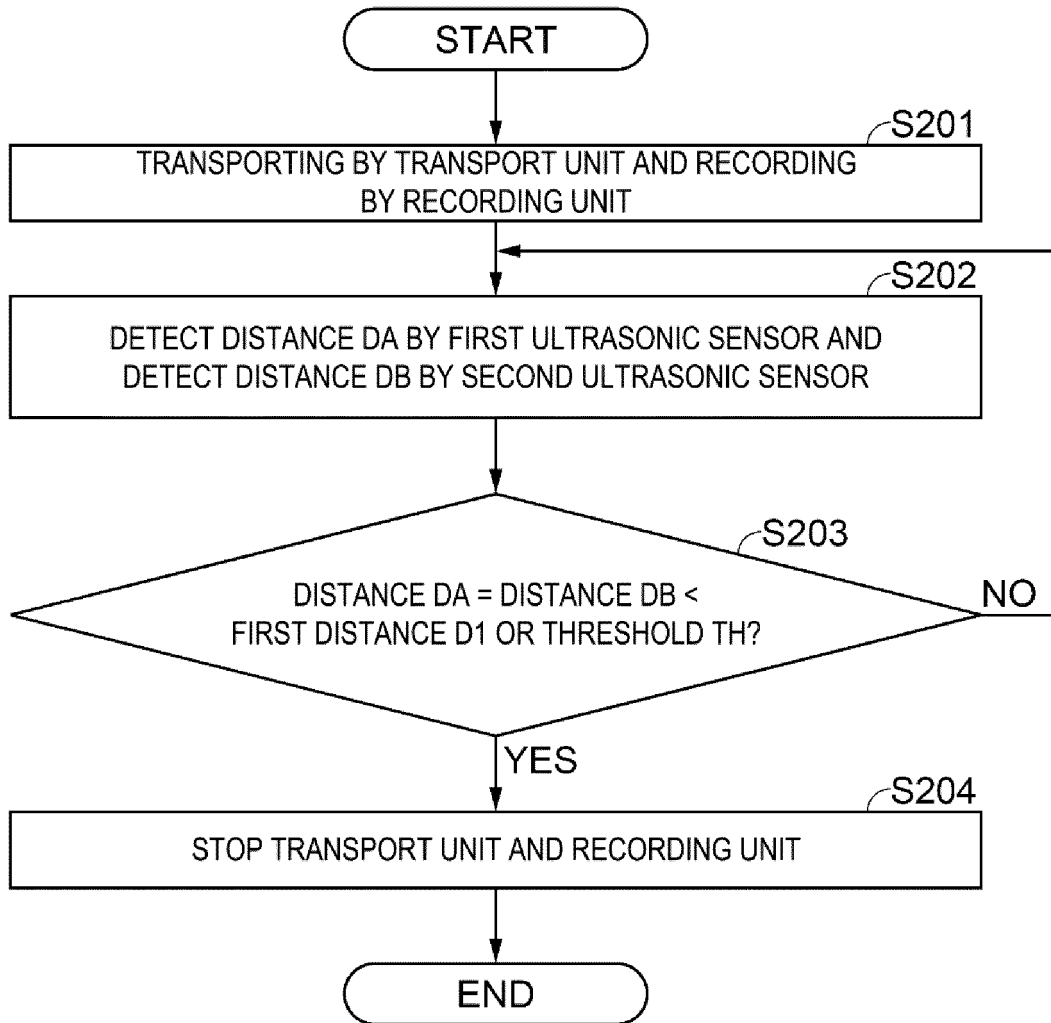 START
S201
TRANSPORTING BY TRANSPORT UNIT AND RECORDING
BY RECORDING UNIT
S202
DETECT DISTANCE DA BY FIRST ULTRASONIC SENSOR AND
DETECT DISTANCE DB BY SECOND ULTRASONIC SENSOR
S203
DISTANCE DA = DISTANCE DB <
FIRST DISTANCE D1 OR THRESHOLD TH?
NO
YES
S204
STOP TRANSPORT UNIT AND RECORDING UNIT
END